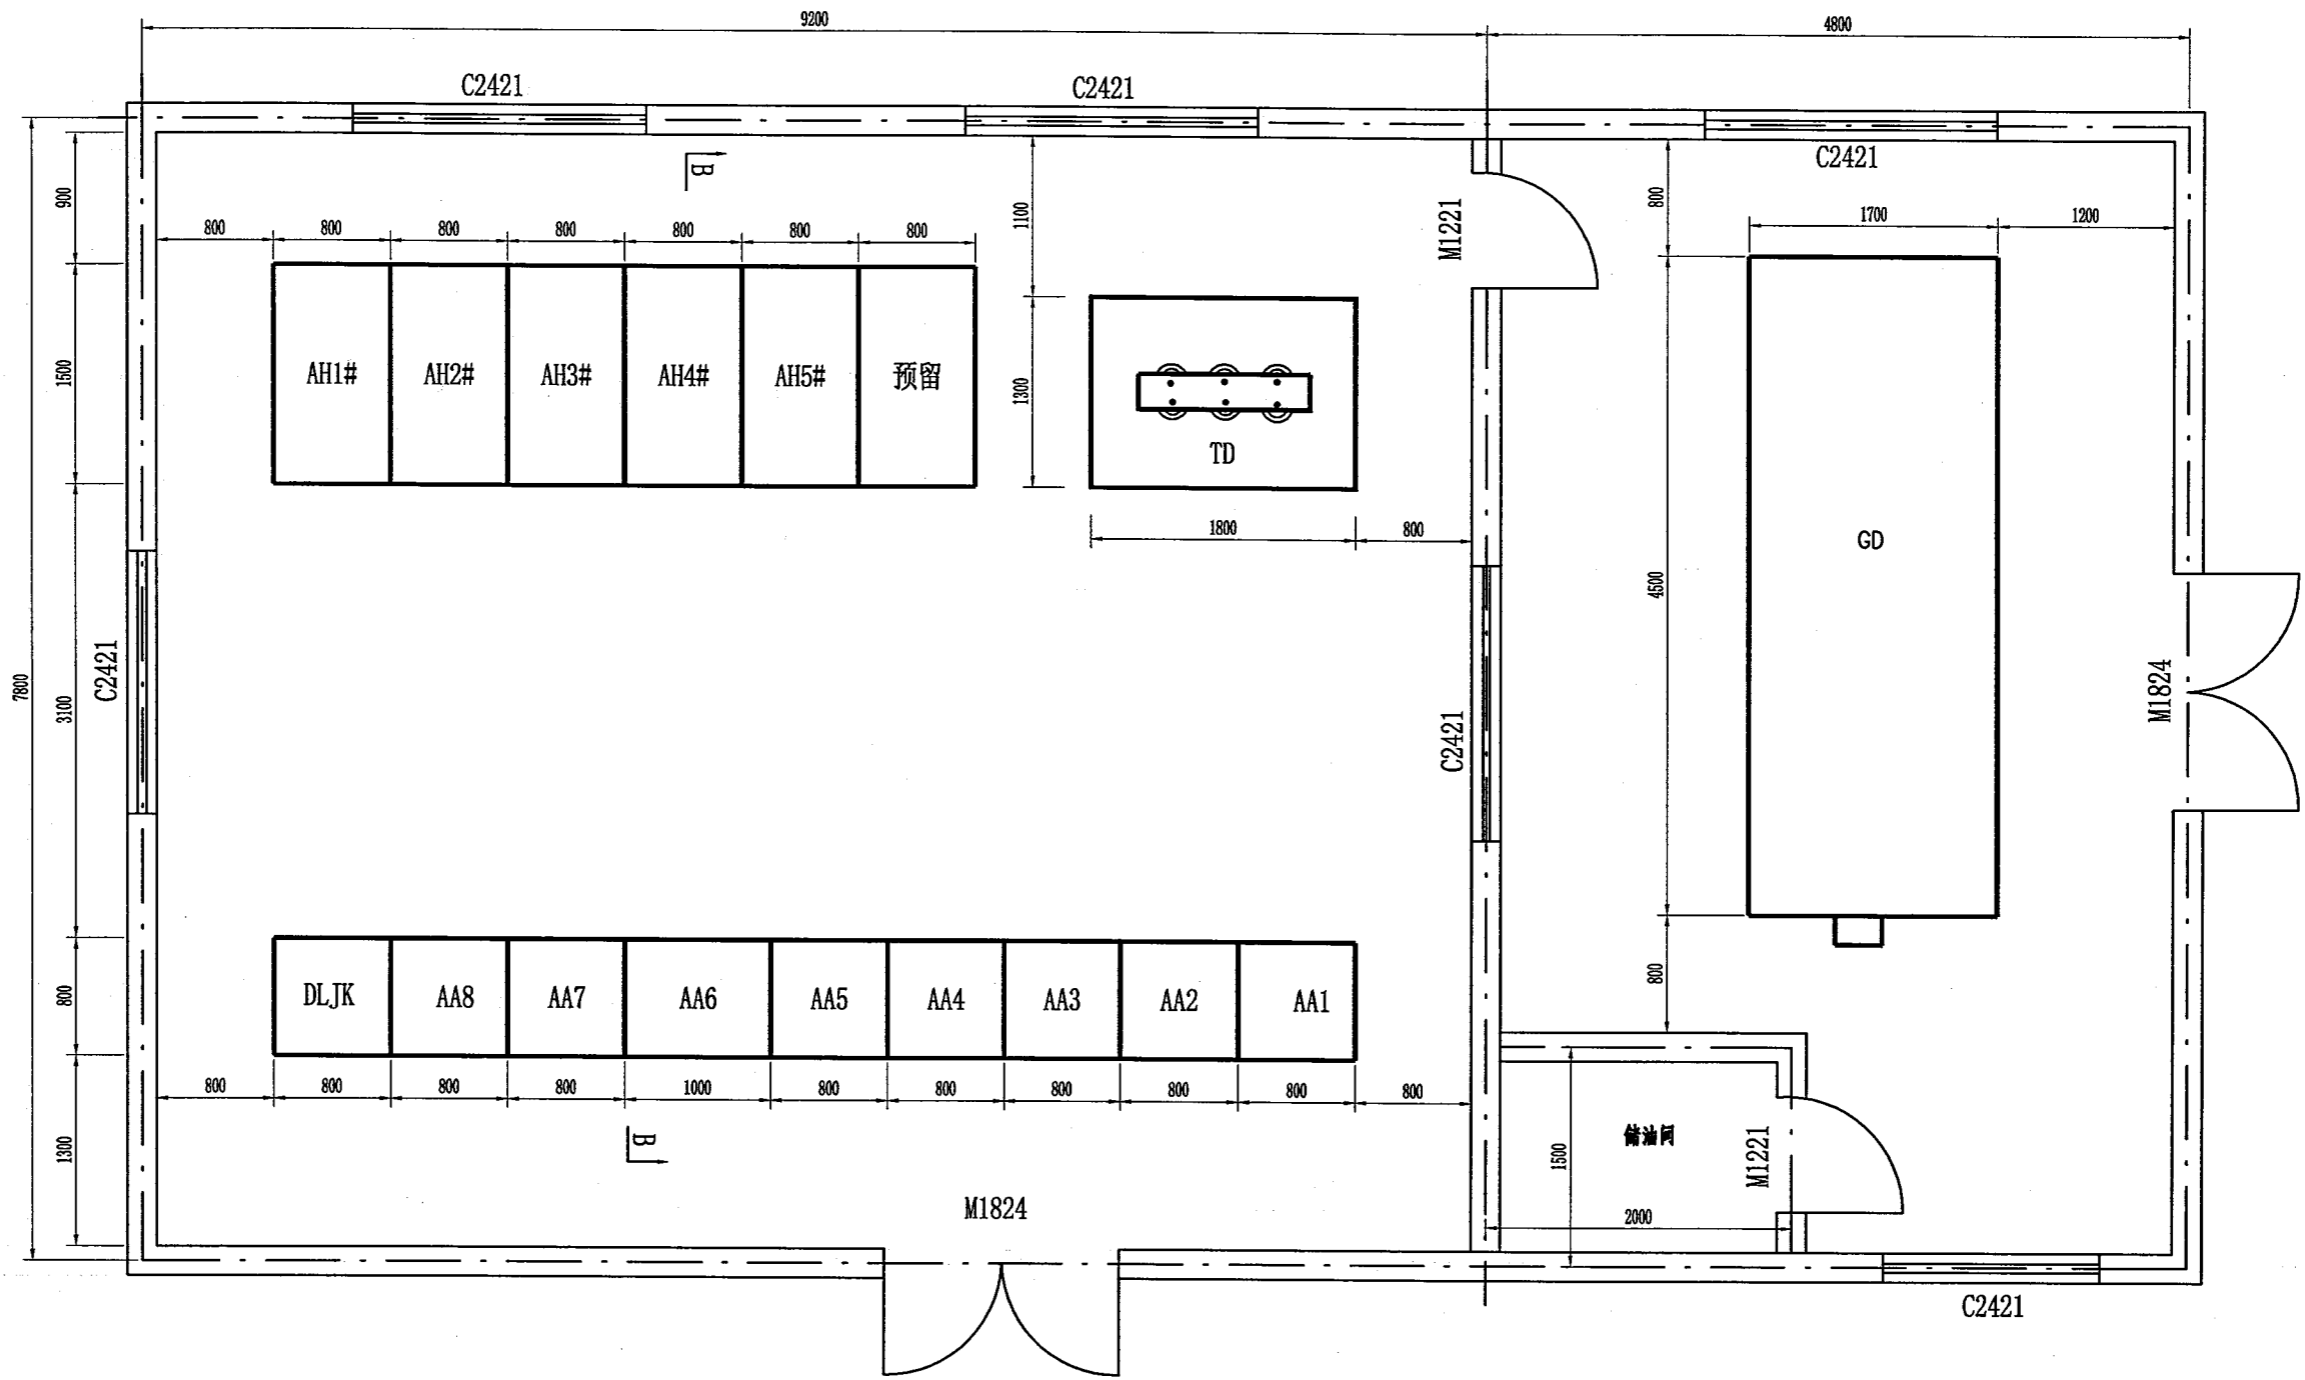 9200
4800
C2421
C2421
C2421
B
900
800
800
800
800
800
800
800
1100
M1221
800
1700
1200
1500
AH1#
AH2#
AH3#
AH4#
AH5#
预留
1300
TD
1800
800
GD
4500
7800
3100
C2421
C2421
M1824
800
DLJK
AA8
AA7
AA6
AA5
AA4
AA3
AA2
AA1
800
800
800
800
800
1000
800
800
800
800
800
800
1300
B
储油间
1500
M1221
2000
M1824
C2421